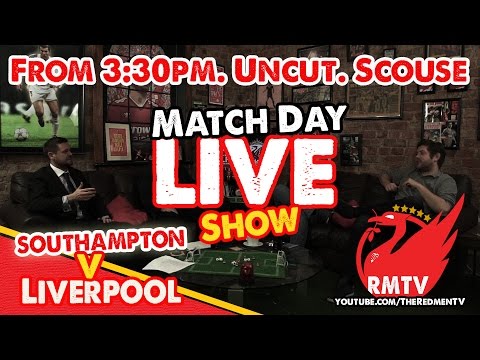 From 3:30pm. Uncut. Scouse
Match Day
LIVE
Show
Southampton
v
Liverpool
RMTV
YouTube.com/TheRedmenTV